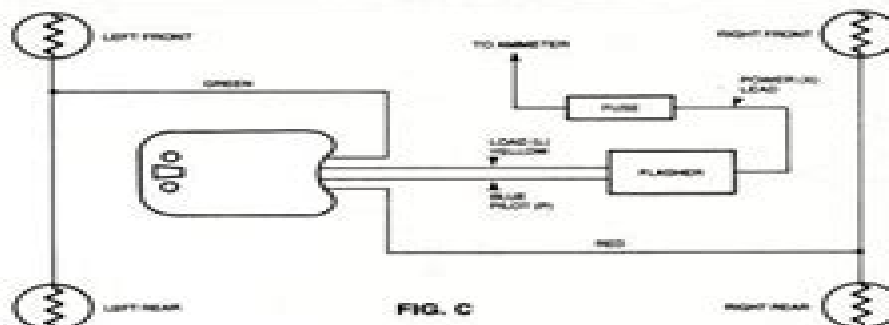 LEFT FRONT
RIGHT FRONT
TO AMMETER
POWER (X)
LEAD
GREEN
FUSE
LOAD (L)
YELLOW
FLASHER
BLUE
PILOT (P)
RED
LEFT REAR
FIG. C
RIGHT REAR